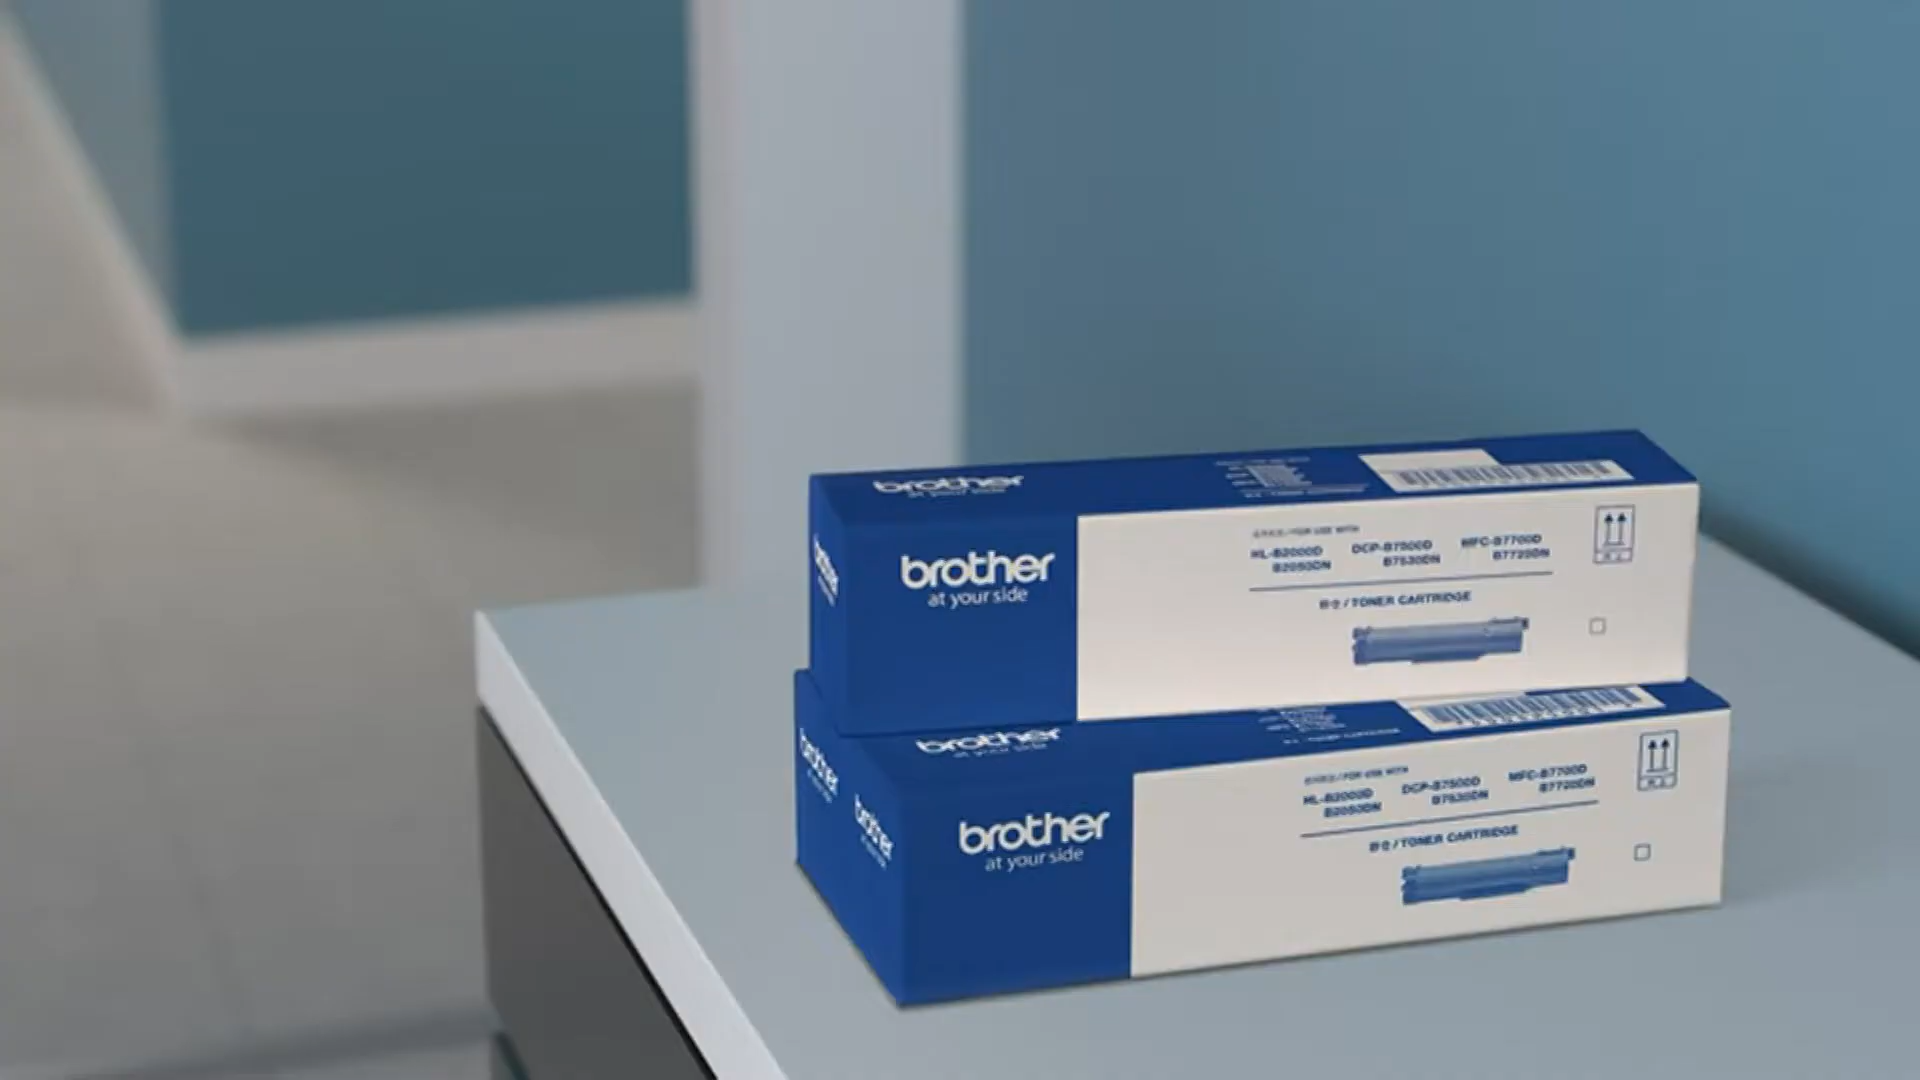 brother
at your side
brother
brother
at your side
FOR USE WITH
HL-B2000D DCP-B7500D MFC-B7700D
B2050DN B7530DN B7720DN
/ TONER CARTRIDGE
brother
at your side
brother
brother
brother
at your side
FOR USE WITH
HL-B2000D DCP-B7500D MFC-B7700D
B2050DN B7530DN B7720DN
/ TONER CARTRIDGE